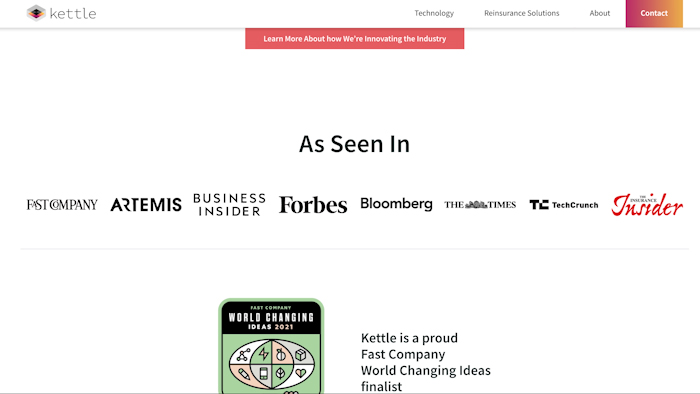 kettle
Technology Reinsurance Solutions About Contact
Learn More About how We're Innovating the Industry
As Seen In
FAST COMPANY ARTEMIS BUSINESS INSIDER Forbes Bloomberg THE TIMES TechCrunch THE INSURANCE Insider
FAST COMPANY
WORLD CHANGING
IDEAS 2021
Kettle is a proud
Fast Company
World Changing Ideas
finalist